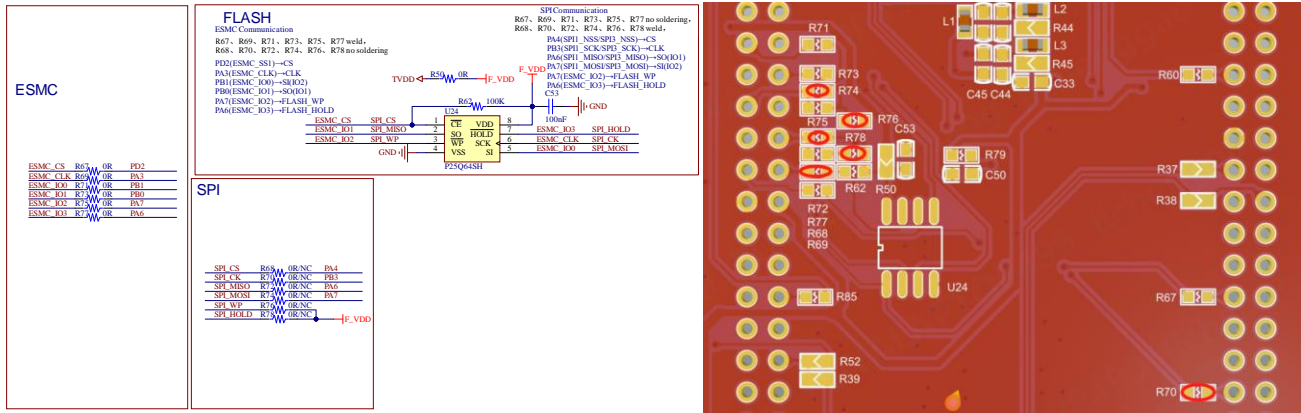 ESMC
ESMC_CS R67 0R PD2
ESMC_CLK R69 0R PA3
ESMC_IO0 R71 0R PB1
ESMC_IO1 R73 0R PB0
ESMC_IO2 R75 0R PA7
ESMC_IO3 R77 0R PA6
FLASH
ESMC Communication
R67、R69、R71、R73、R75、R77 weld,
R68、R70、R72、R74、R76、R78 no soldering
PD2(ESMC_SS1)→CS
PA3(ESMC_CLK)→CLK
PB1(ESMC_IO0)→SI(IO2)
PB0(ESMC_IO1)→SO(IO1)
PA7(ESMC_IO2)→FLASH_WP
PA6(ESMC_IO3)→FLASH_HOLD
SPI Communication
R67、R69、R71、R73、R75、R77 no soldering,
R68、R70、R72、R74、R76、R78 weld
PA4(SPI1_NSS/SPI3_NSS)→CS
PB3(SPI1_SCK/SPI3_SCK)→CLK
PA6(SPI1_MISO/SPI3_MISO)→SO(IO1)
PA7(SPI1_MOSI/SPI3_MOSI)→SI(IO2)
PA7(ESMC_IO2)→FLASH_WP
PA6(ESMC_IO3)→FLASH_HOLD
TVDD R50 0R F_VDD
F_VDD
C53
100nF
GND
R62 100K
U24
ESMC_CS SPI_CS 1 CE VDD 8
ESMC_IO1 SPI_MISO 2 SO HOLD 7 ESMC_IO3 SPI_HOLD
ESMC_IO2 SPI_WP 3 WP SCK 6 ESMC_CLK SPI_CK
GND 4 VSS SI 5 ESMC_IO0 SPI_MOSI
P25Q64SH
SPI
SPI_CS R68 0R/NC PA4
SPI_CK R70 0R/NC PB3
SPI_MISO R72 0R/NC PA6
SPI_MOSI R74 0R/NC PA7
SPI_WP R76 0R/NC
SPI_HOLD R78 0R/NC F_VDD
R71
R73
R74
R75
R76
R78
C53
R62
R50
R72
R77
R68
R69
U24
R85
R52
R39
L1
L2
R44
L3
R45
C45
C44
C33
R79
C50
R60
R37
R38
R67
R70